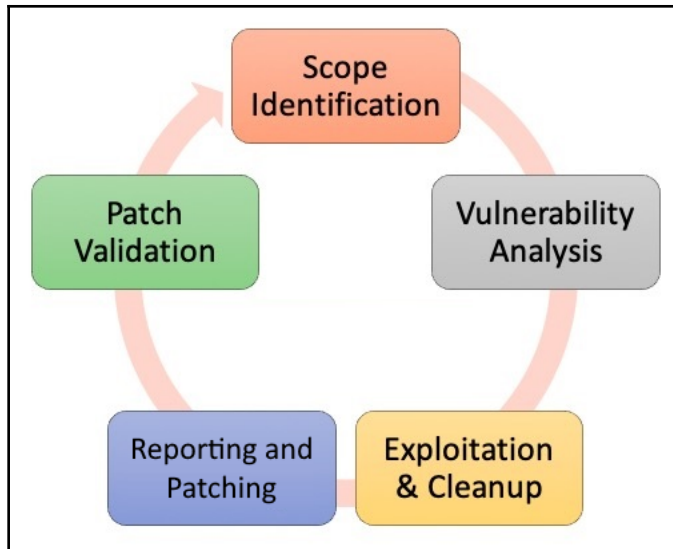 Scope
Identification
Vulnerability
Analysis
Exploitation
& Cleanup
Reporting and
Patching
Patch
Validation